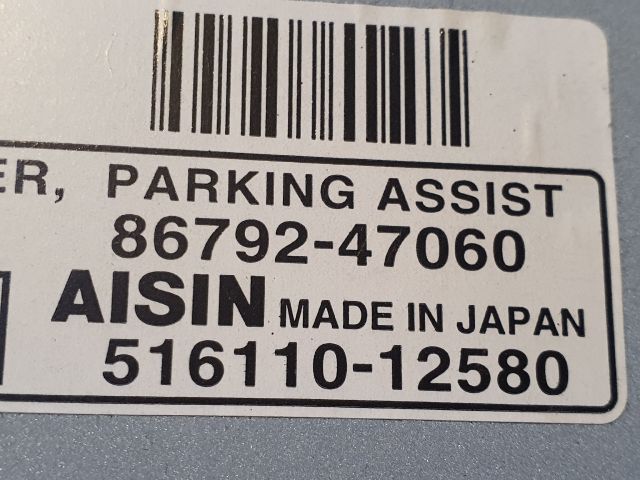 ER, PARKING ASSIST
86792-47060
AISIN MADE IN JAPAN
516110-12580